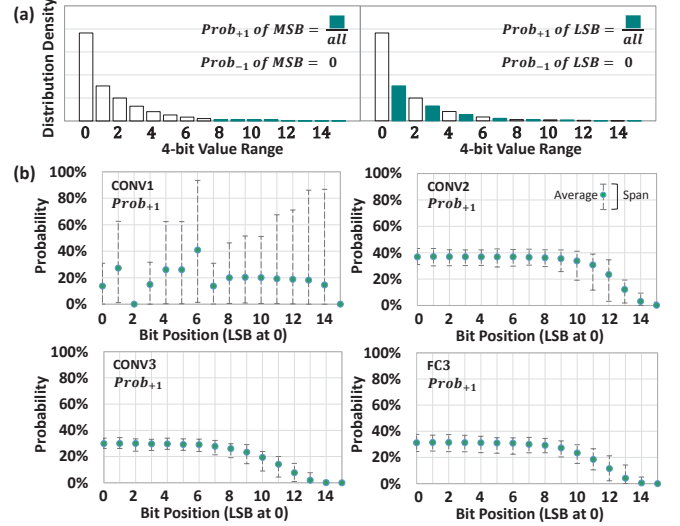 (a)
Distribution Density
Prob+1 of MSB = all
Prob−1 of MSB = 0
0 2 4 6 8 10 12 14
4-bit Value Range
Prob+1 of LSB = all
Prob−1 of LSB = 0
0 2 4 6 8 10 12 14
4-bit Value Range
(b)
CONV1
Prob+1
Probability
100%
80%
60%
40%
20%
0%
0 2 4 6 8 10 12 14
Bit Position (LSB at 0)
CONV2
Prob+1
Average Span
Probability
100%
80%
60%
40%
20%
0%
0 2 4 6 8 10 12 14
Bit Position (LSB at 0)
CONV3
Prob+1
Probability
100%
80%
60%
40%
20%
0%
0 2 4 6 8 10 12 14
Bit Position (LSB at 0)
FC3
Prob+1
Probability
100%
80%
60%
40%
20%
0%
0 2 4 6 8 10 12 14
Bit Position (LSB at 0)